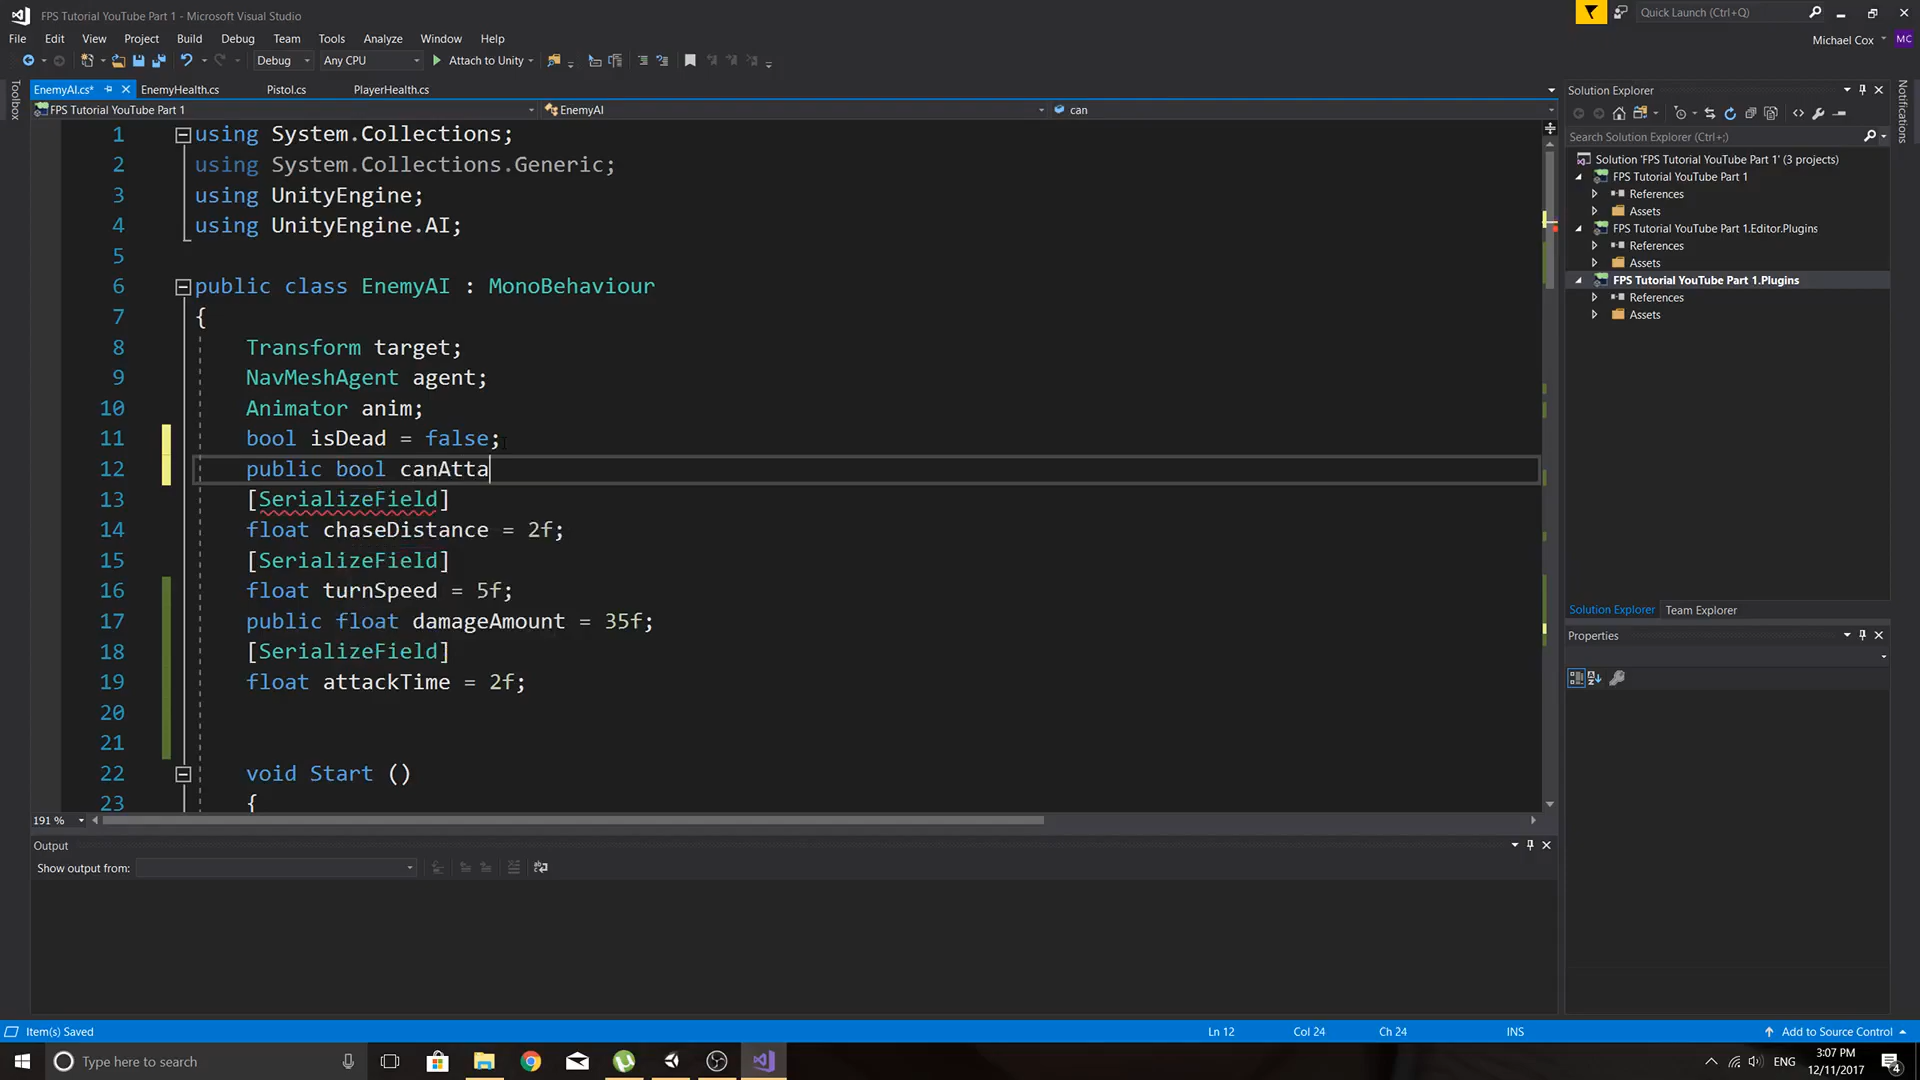 FPS Tutorial YouTube Part 1 - Microsoft Visual Studio
Quick Launch (Ctrl+Q)
File Edit View Project Build Debug Team Tools Analyze Window Help
Michael Cox MC
Debug Any CPU Attach to Unity
Toolbox
EnemyAI.cs* EnemyHealth.cs Pistol.cs PlayerHealth.cs
FPS Tutorial YouTube Part 1 EnemyAI can
1 using System.Collections;
2 using System.Collections.Generic;
3 using UnityEngine;
4 using UnityEngine.AI;
5
6 public class EnemyAI : MonoBehaviour
7 {
8 Transform target;
9 NavMeshAgent agent;
10 Animator anim;
11 bool isDead = false;
12 public bool canAtta
13 [SerializeField]
14 float chaseDistance = 2f;
15 [SerializeField]
16 float turnSpeed = 5f;
17 public float damageAmount = 35f;
18 [SerializeField]
19 float attackTime = 2f;
20
21
22 void Start ()
23 {
191 %
Output
Show output from:
Solution Explorer
Search Solution Explorer (Ctrl+;)
Solution 'FPS Tutorial YouTube Part 1' (3 projects)
FPS Tutorial YouTube Part 1
References
Assets
FPS Tutorial YouTube Part 1.Editor.Plugins
References
Assets
FPS Tutorial YouTube Part 1.Plugins
References
Assets
Solution Explorer Team Explorer
Properties
Notifications
Item(s) Saved Ln 12 Col 24 Ch 24 INS Add to Source Control
Type here to search
ENG
3:07 PM
12/11/2017
4